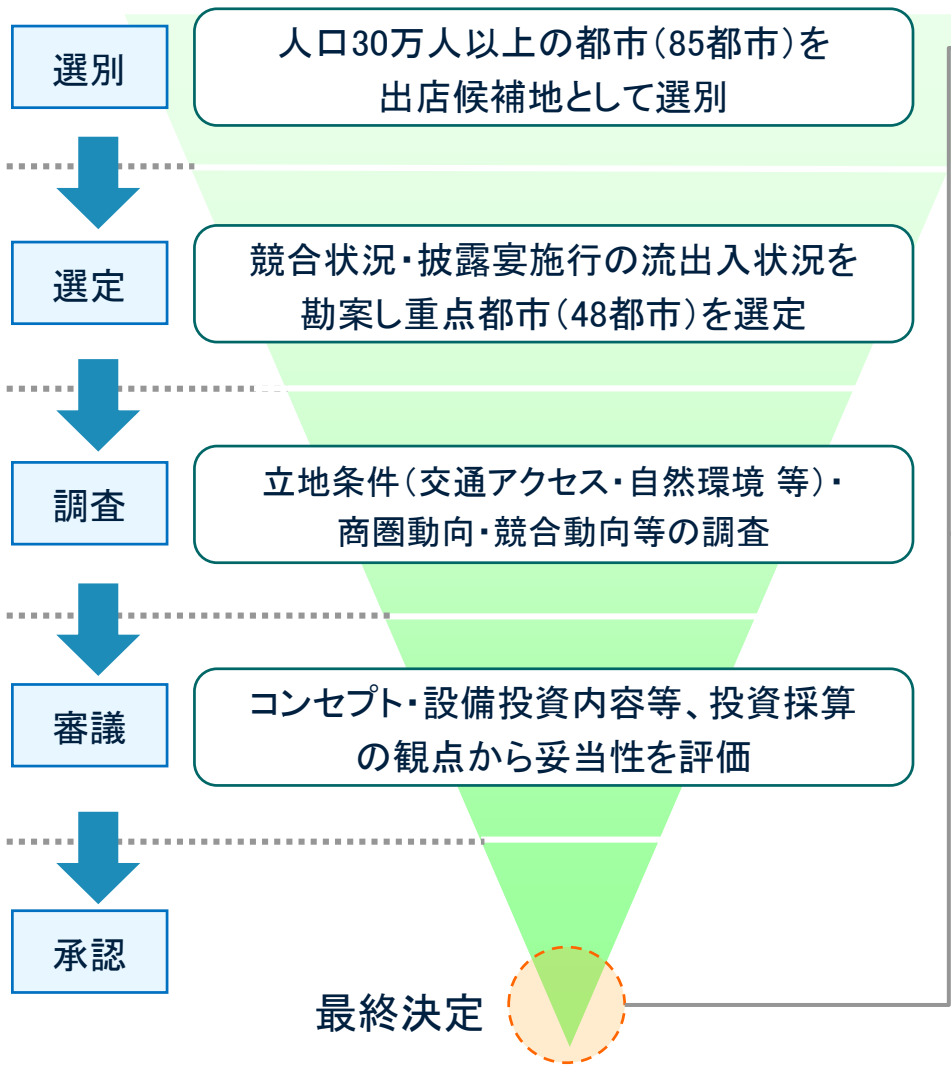 選別
人口30万人以上の都市（85都市）を
出店候補地として選別
選定
競合状況・披露宴施行の流出入状況を
勘案し重点都市（48都市）を選定
調査
立地条件（交通アクセス・自然環境 等）・
商圏動向・競合動向等の調査
審議
コンセプト・設備投資内容等、投資採算
の観点から妥当性を評価
承認
最終決定